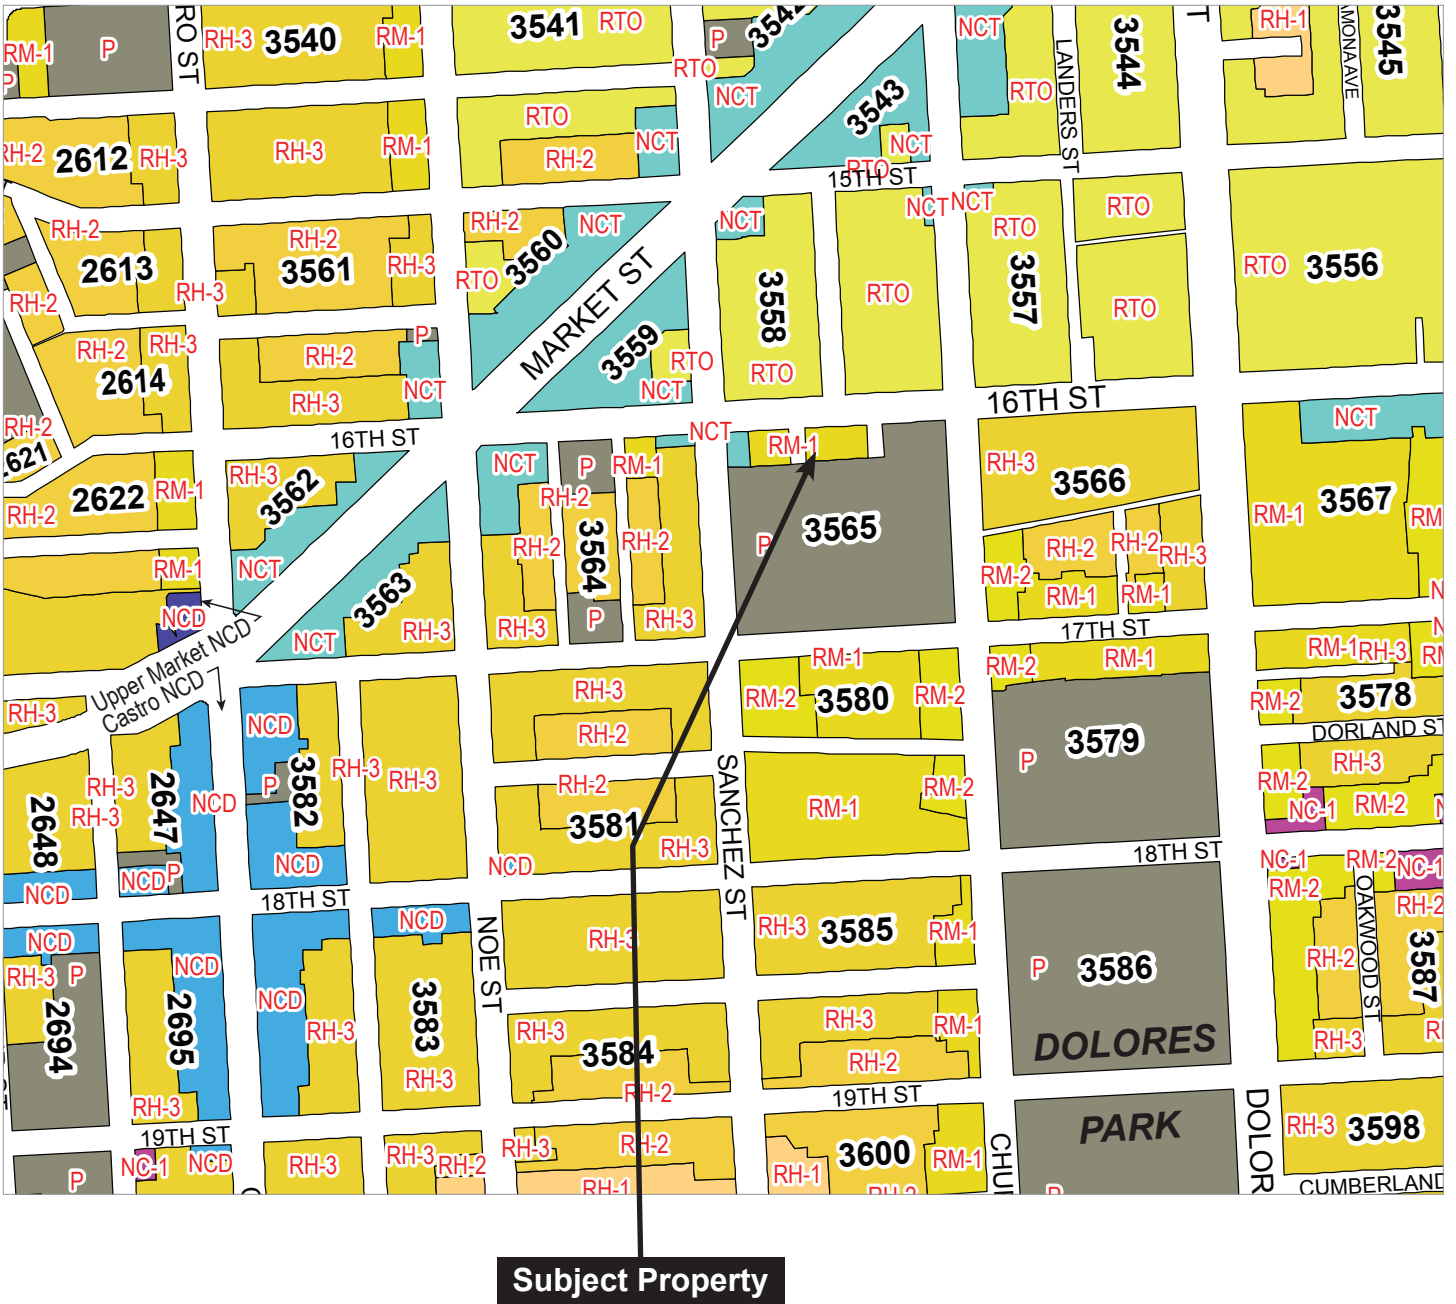 RM-1
P
P
RO ST
RH-3
3540
RM-1
3541
RTO
P
3542
RTO
NCT
NCT
RTO
LANDERS ST
3544
RH-1
3545
RH-2
2612
RH-3
RH-3
RM-1
RTO
RH-2
NCT
3543
NCT
RTO
15TH ST
RH-2
2613
RH-3
RH-2
RH-2
3561
RH-3
RH-2
NCT
RTO
3560
MARKET ST
NCT
3558
RTO
RTO
NCT
NCT
RTO
3557
RTO
RTO
RTO
3556
RH-2
RH-3
2614
RH-2
RH-3
P
NCT
3559
RTO
NCT
16TH ST
RH-2
2621
16TH ST
RH-2
2622
RM-1
RH-3
3562
NCT
NCT
P
RM-1
RH-2
3564
RH-2
RH-2
RH-3
P
RH-3
NCT
RM-1
3565
P
RH-3
3566
RH-2
RH-2
RH-3
RM-2
RM-1
RM-1
NCT
RM-1
3567
RM-1
NCD
3563
NCT
RH-3
17TH ST
Upper Market NCD
Castro NCD
RH-3
NCD
3582
P
NCD
RH-3
RH-3
RH-3
RH-2
RM-1
RM-2
3580
RM-2
RM-2
RM-1
3579
P
RM-1
RH-3
RM-2
3578
DORLAND ST
RH-3
RM-2
NC-1
RM-2
2648
RH-3
RH-3
2647
NCD
NCD
P
NCD
RH-2
3581
RH-3
NCD
SANCHEZ ST
RM-1
RM-2
18TH ST
18TH ST
NC-1
RM-2
RM-2
NC-1
OAKWOOD ST
RH-2
NCD
RH-3
P
2694
NCD
2695
RH-3
NCD
RH-3
NCD
3583
RH-3
NOE ST
RH-3
RH-3
3585
RM-1
P
3586
DOLORES
RH-2
3587
RH-3
RH-3
3584
RH-2
RH-3
RM-1
RH-2
19TH ST
19TH ST
P
NC-1
NCD
RH-3
RH-3
RH-2
RH-3
RH-2
RH-1
RH-1
3600
RM-1
RH-2
CHU
PARK
P
DOLOR
RH-3
3598
CUMBERLAND
Subject Property